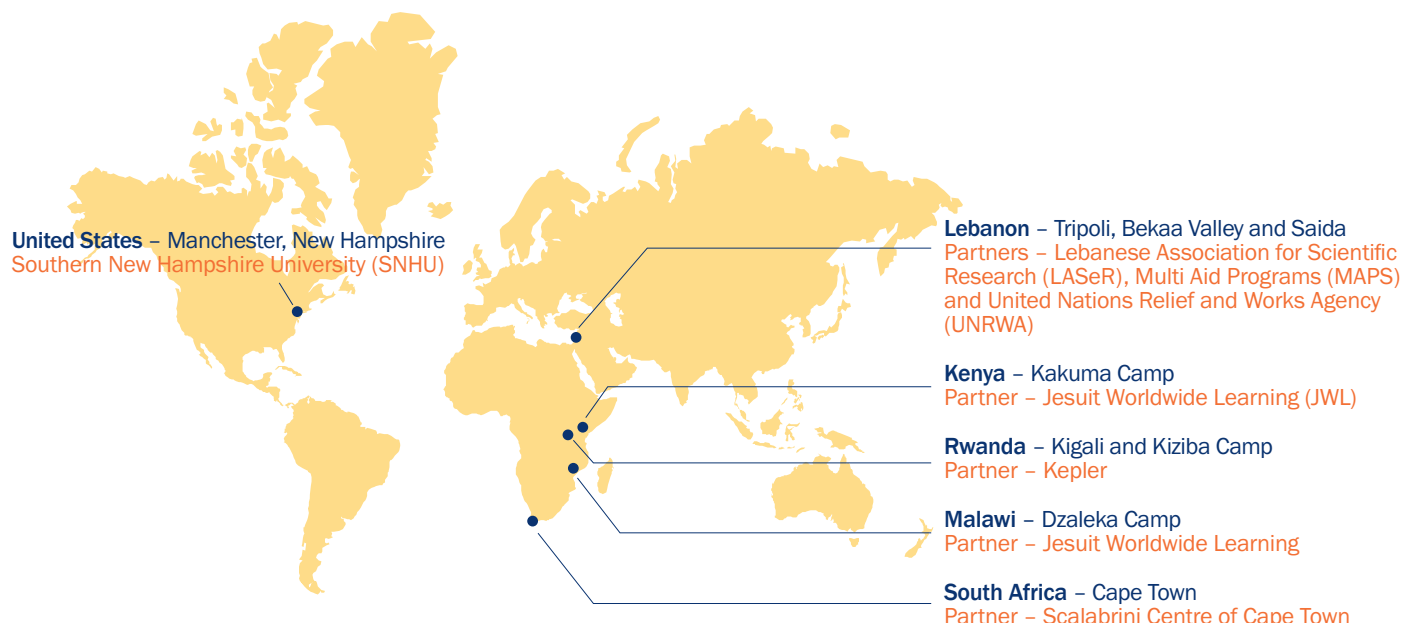 United States – Manchester, New Hampshire
Southern New Hampshire University (SNHU)
Lebanon – Tripoli, Bekaa Valley and Saida
Partners – Lebanese Association for Scientific
Research (LASeR), Multi Aid Programs (MAPS)
and United Nations Relief and Works Agency
(UNRWA)
Kenya – Kakuma Camp
Partner – Jesuit Worldwide Learning (JWL)
Rwanda – Kigali and Kiziba Camp
Partner – Kepler
Malawi – Dzaleka Camp
Partner – Jesuit Worldwide Learning
South Africa – Cape Town
Partner – Scalabrini Centre of Cape Town